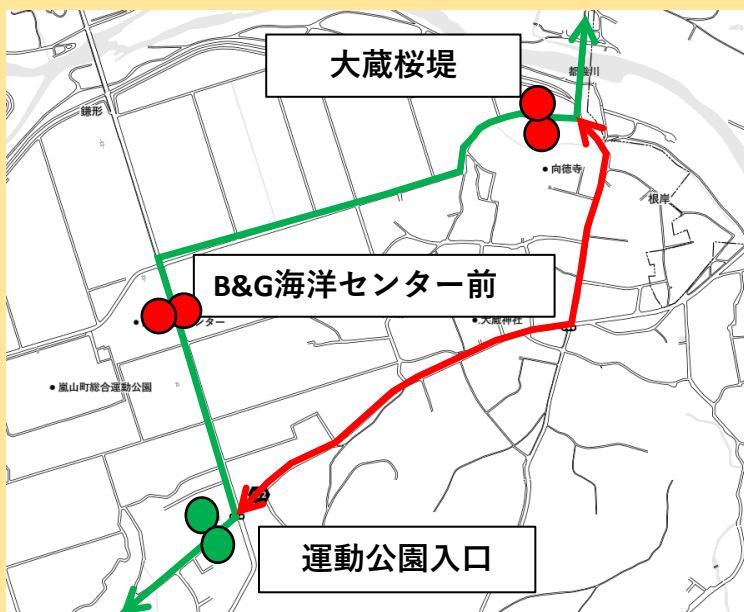 大蔵桜堤
都幾川
鎌形
向徳寺
根岸
B&G海洋センター前
ンター
大蔵神社
嵐山町総合運動公園
運動公園入口